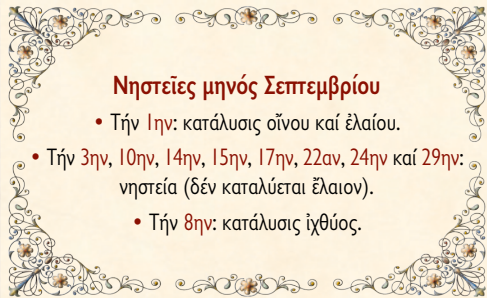 Νηστεῖες μηνός Σεπτεμβρίου
• Τήν 1ην: κατάλυσις οἴνου καί ἐλαίου.
• Τήν 3ην, 10ην, 14ην, 15ην, 17ην, 22αν, 24ην καί 29ην:
νηστεία (δέν καταλύεται ἔλαιον).
• Τήν 8ην: κατάλυσις ἰχθύος.